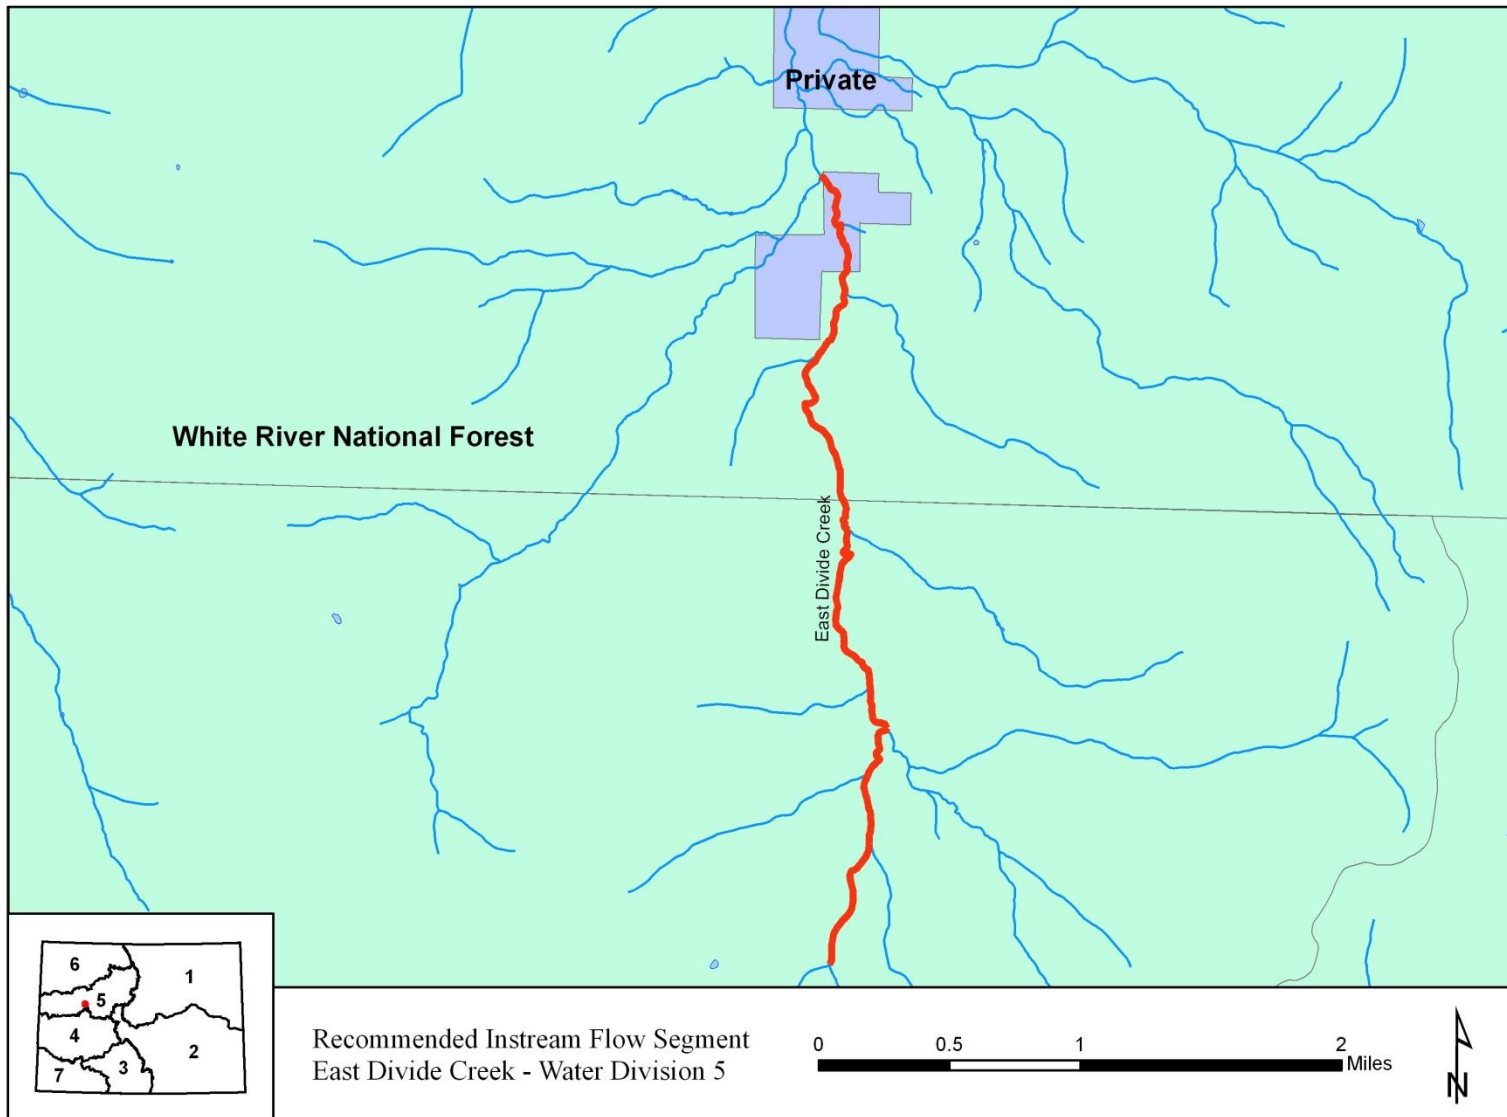 Private
White River National Forest
East Divide Creek
6
1
5
4
2
3
7
Recommended Instream Flow Segment
East Divide Creek - Water Division 5
0 0.5 1 2
Miles
N